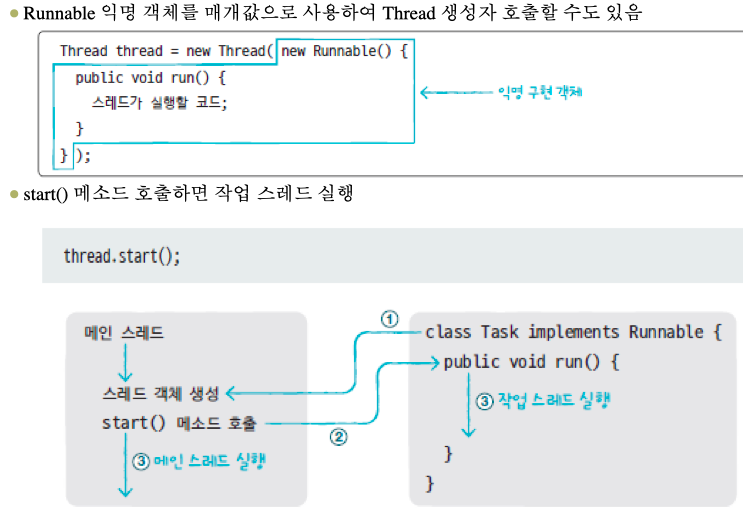 Runnable 익명 객체를 매개값으로 사용하여 Thread 생성자 호출할 수도 있음
Thread thread = new Thread( new Runnable() {
public void run() {
스레드가 실행할 코드;
}
} );
익명 구현 객체
start() 메소드 호출하면 작업 스레드 실행
thread.start();
메인 스레드
스레드 객체 생성
start() 메소드 호출
③ 메인 스레드 실행
①
②
class Task implements Runnable {
public void run() {
③ 작업 스레드 실행
}
}